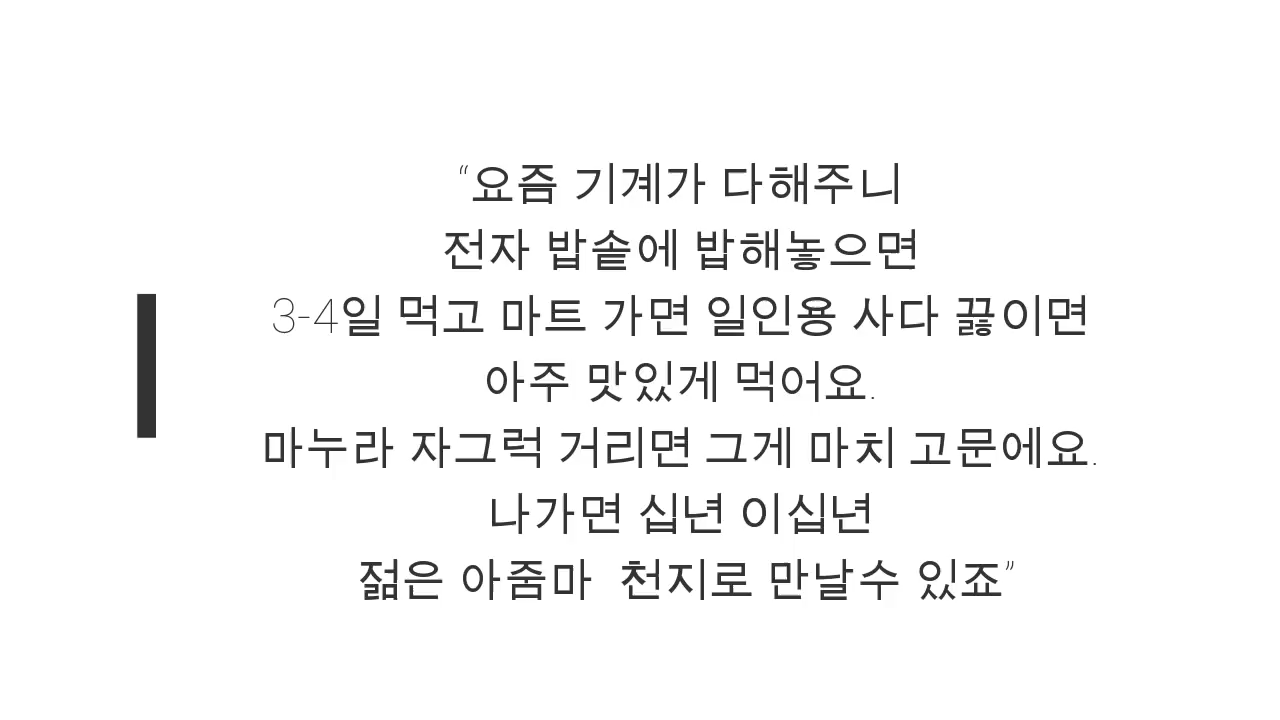 “요즘 기계가 다해주니
전자 밥솥에 밥해놓으면
3-4일 먹고 마트 가면 일인용 사다 끓이면
아주 맛있게 먹어요.
마누라 자그럭 거리면 그게 마치 고문에요.
나가면 십년 이십년
젊은 아줌마  천지로 만날수 있죠”